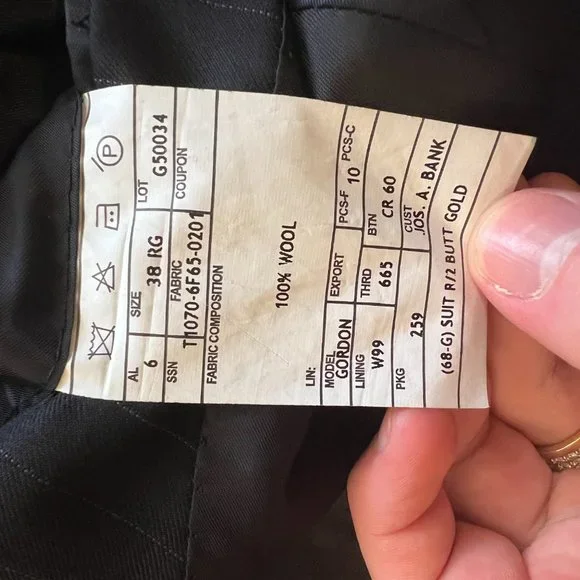 AL SIZE LOT
6 38 RG G50034
SSN FABRIC COUPON
T1070-6F65-0201
FABRIC COMPOSITION
100% WOOL
LIN:
MODEL EXPORT PCS-F PCS-C
GORDON 10
LINING THRD BTN
W99 665 CR 60
PKG CUST
259 JOS. A. BANK
(68-G) SUIT R/2 BUTT GOLD
P